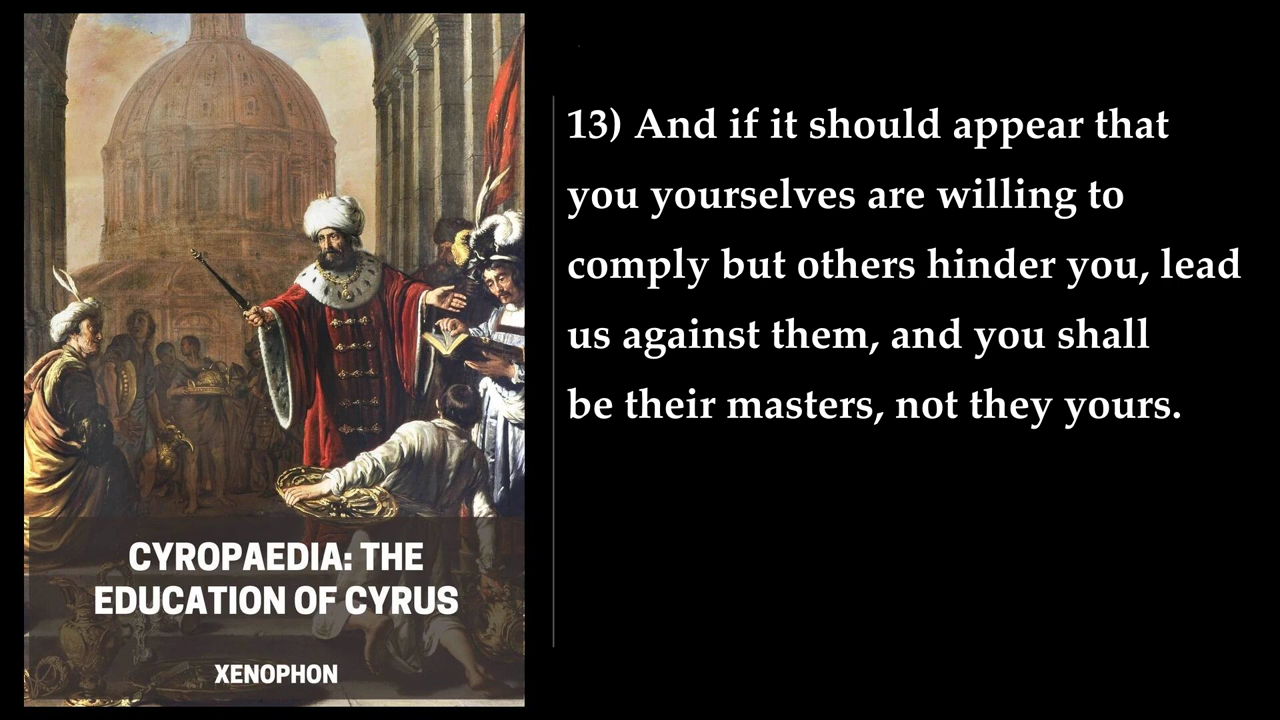 CYROPAEDIA: THE
EDUCATION OF CYRUS
XENOPHON
13) And if it should appear that
you yourselves are willing to
comply but others hinder you, lead
us against them, and you shall
be their masters, not they yours.